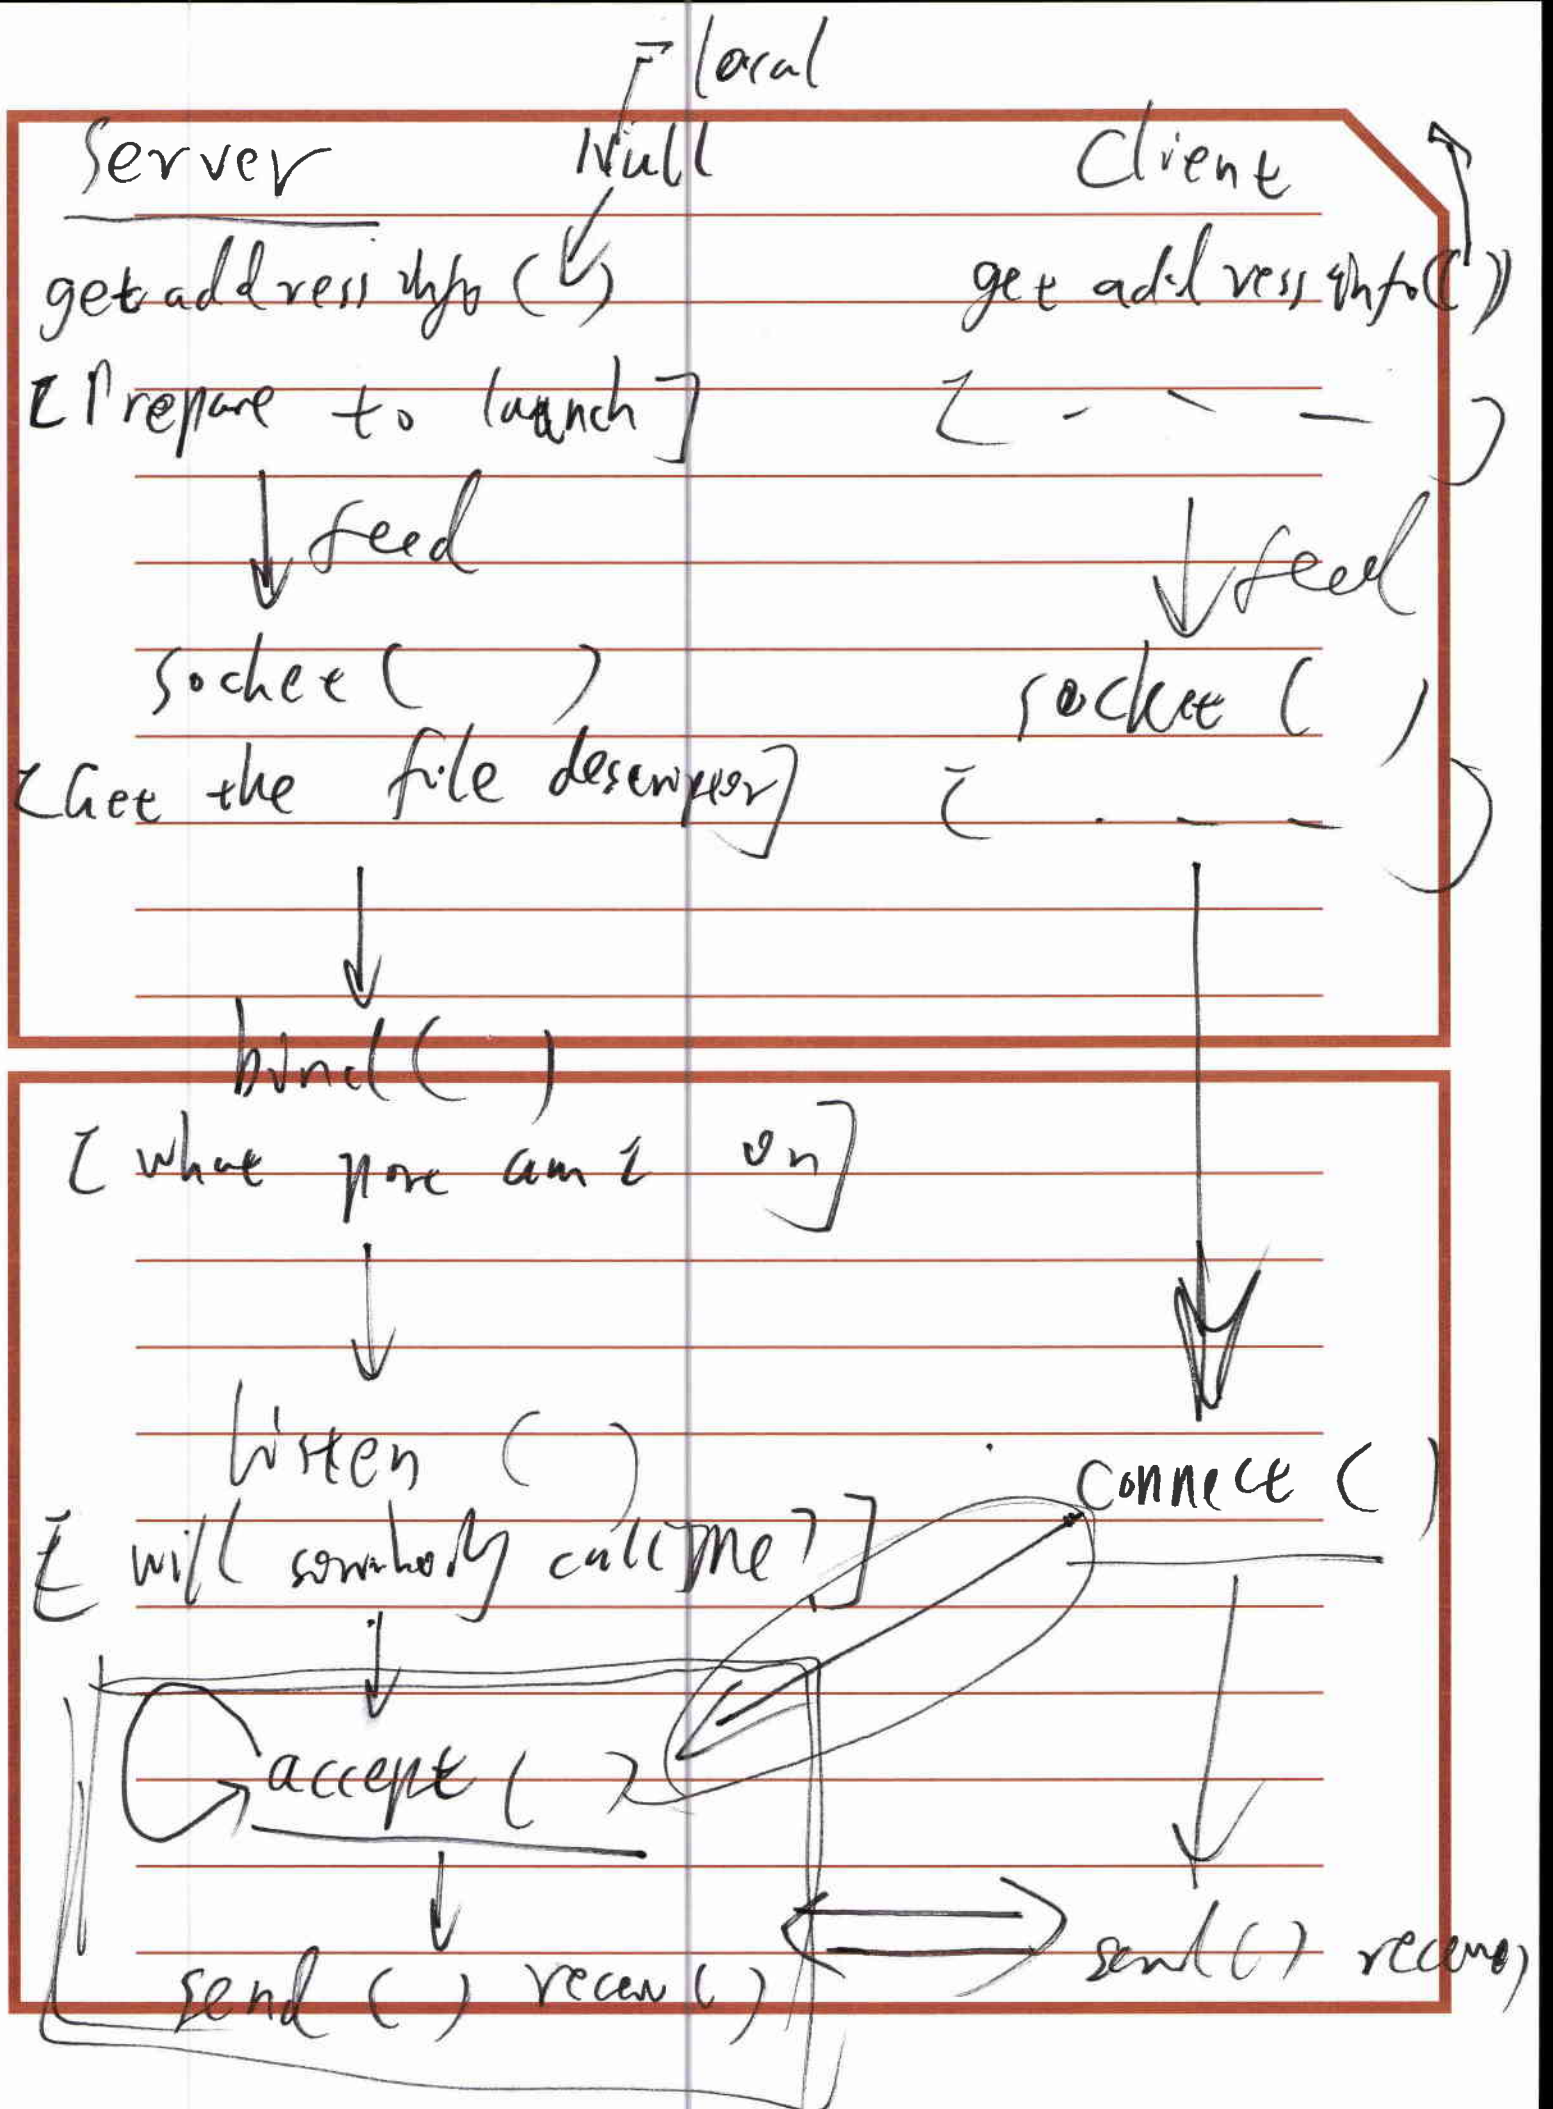 local
Server Null Client
getaddressinfo ( ) getaddressinfo ( )
[Prepare to launch] [ - - - ]
feed feed
socket ( ) socket ( )
[Get the file descriptor] [ - - - ]
bind ( )
[ what port am I on]
listen ( ) connect ( )
[ will somebody call me? ]
accept ( )
send ( ) recev ( ) send ( ) recev( )